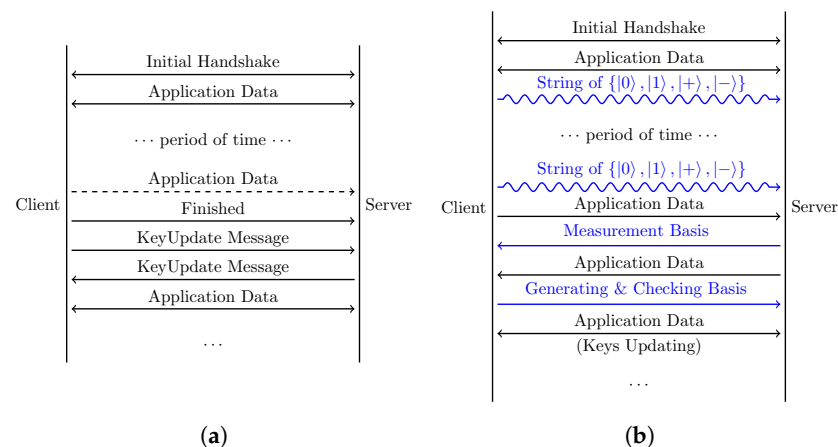 Initial Handshake
Application Data
··· period of time ···
Application Data
Client
Server
Finished
KeyUpdate Message
KeyUpdate Message
Application Data
···
(a)
Initial Handshake
Application Data
String of {|0⟩, |1⟩, |+⟩, |−⟩}
··· period of time ···
String of {|0⟩, |1⟩, |+⟩, |−⟩}
Client
Server
Application Data
Measurement Basis
Application Data
Generating & Checking Basis
Application Data
(Keys Updating)
···
(b)